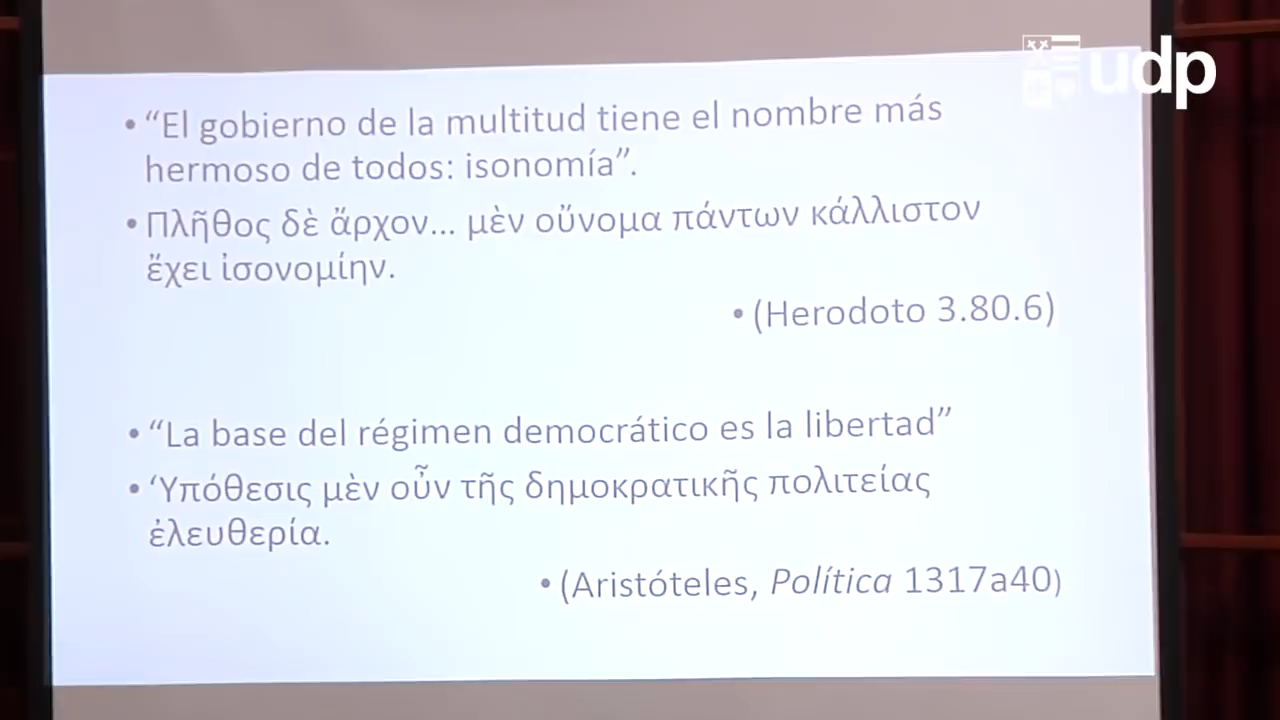 udp
• “El gobierno de la multitud tiene el nombre más
hermoso de todos: isonomía”.
• Πλῆθος δὲ ἄρχον... μὲν οὔνομα πάντων κάλλιστον
ἔχει ἰσονομίην.
• (Herodoto 3.80.6)
• “La base del régimen democrático es la libertad”
• ‘Υπόθεσις μὲν οὖν τῆς δημοκρατικῆς πολιτείας
ἐλευθερία.
• (Aristóteles, Política 1317a40)